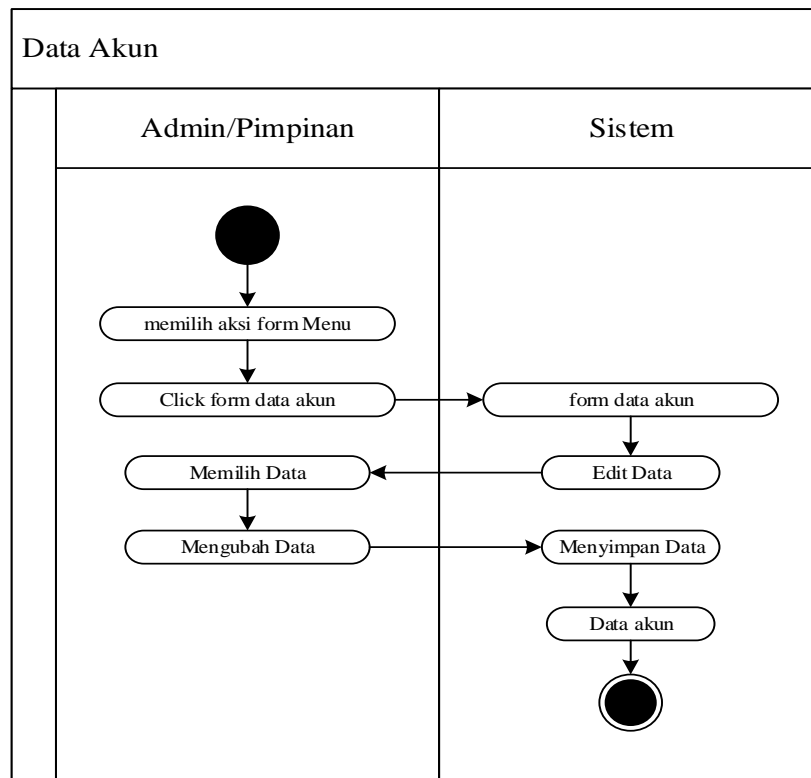 Data Akun
Admin/Pimpinan
Sistem
memilih aksi form Menu
Click form data akun
form data akun
Edit Data
Memilih Data
Mengubah Data
Menyimpan Data
Data akun